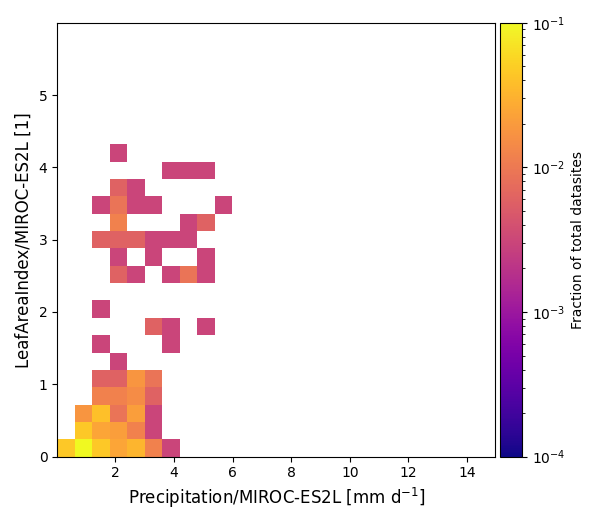 LeafAreaIndex/MIROC-ES2L [1]
5
4
3
2
1
0
2 4 6 8 10 12 14
Precipitation/MIROC-ES2L [mm d⁻¹]
10⁻¹
10⁻²
10⁻³
10⁻⁴
Fraction of total datasites